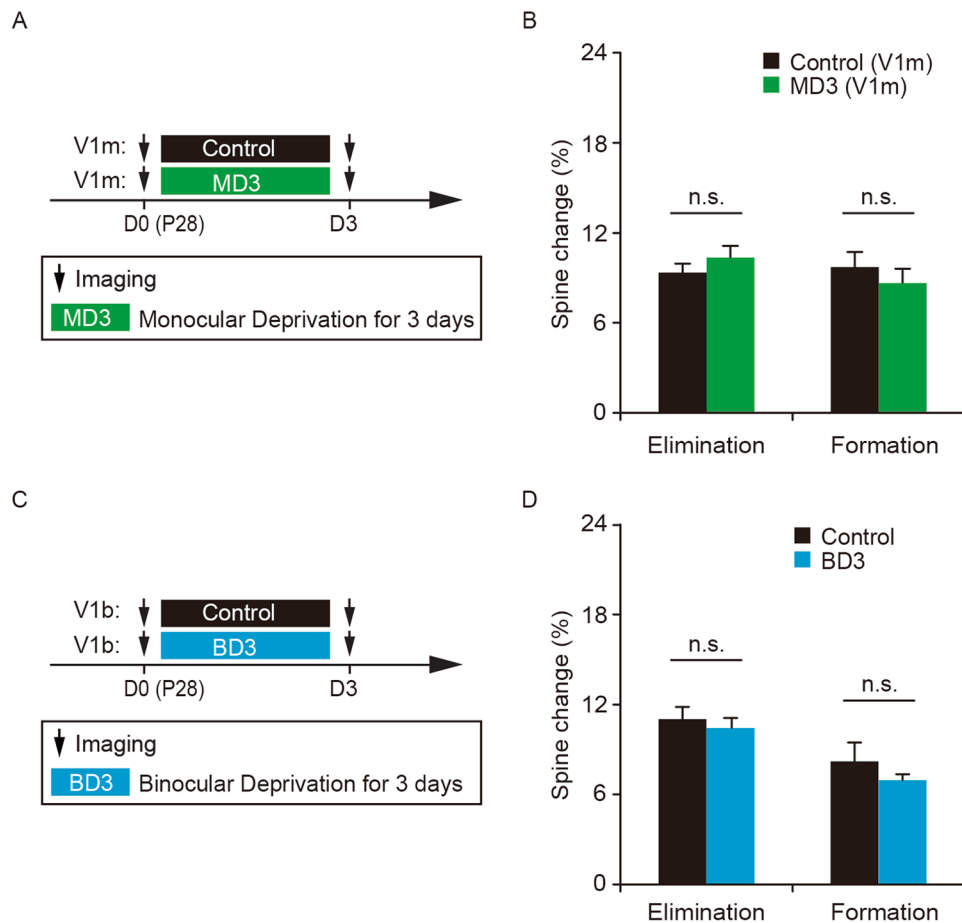 A
V1m: Control
V1m: MD3
D0 (P28) D3
Imaging
MD3 Monocular Deprivation for 3 days
B
24
18
12
6
0
Spine change (%)
Control (V1m)
MD3 (V1m)
n.s. n.s.
Elimination Formation
C
V1b: Control
V1b: BD3
D0 (P28) D3
Imaging
BD3 Binocular Deprivation for 3 days
D
24
18
12
6
0
Spine change (%)
Control
BD3
n.s. n.s.
Elimination Formation